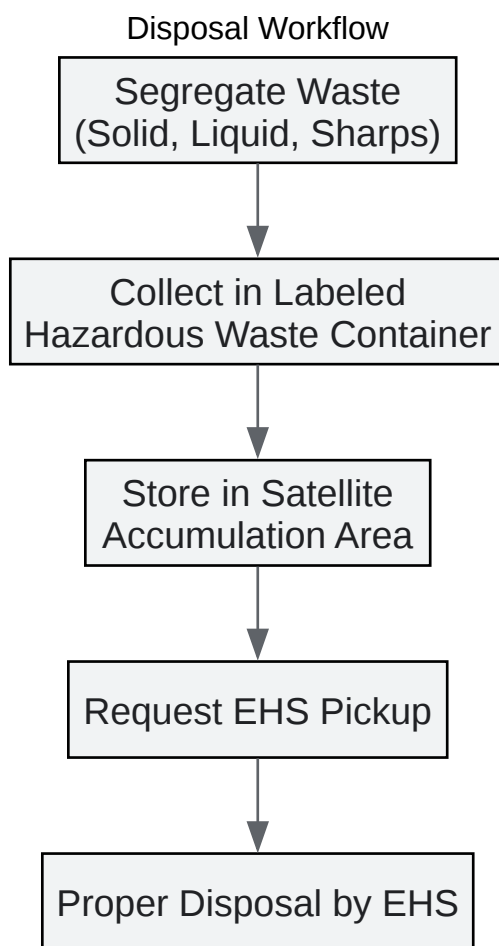 Disposal Workflow
Segregate Waste
(Solid, Liquid, Sharps)
Collect in Labeled
Hazardous Waste Container
Store in Satellite
Accumulation Area
Request EHS Pickup
Proper Disposal by EHS